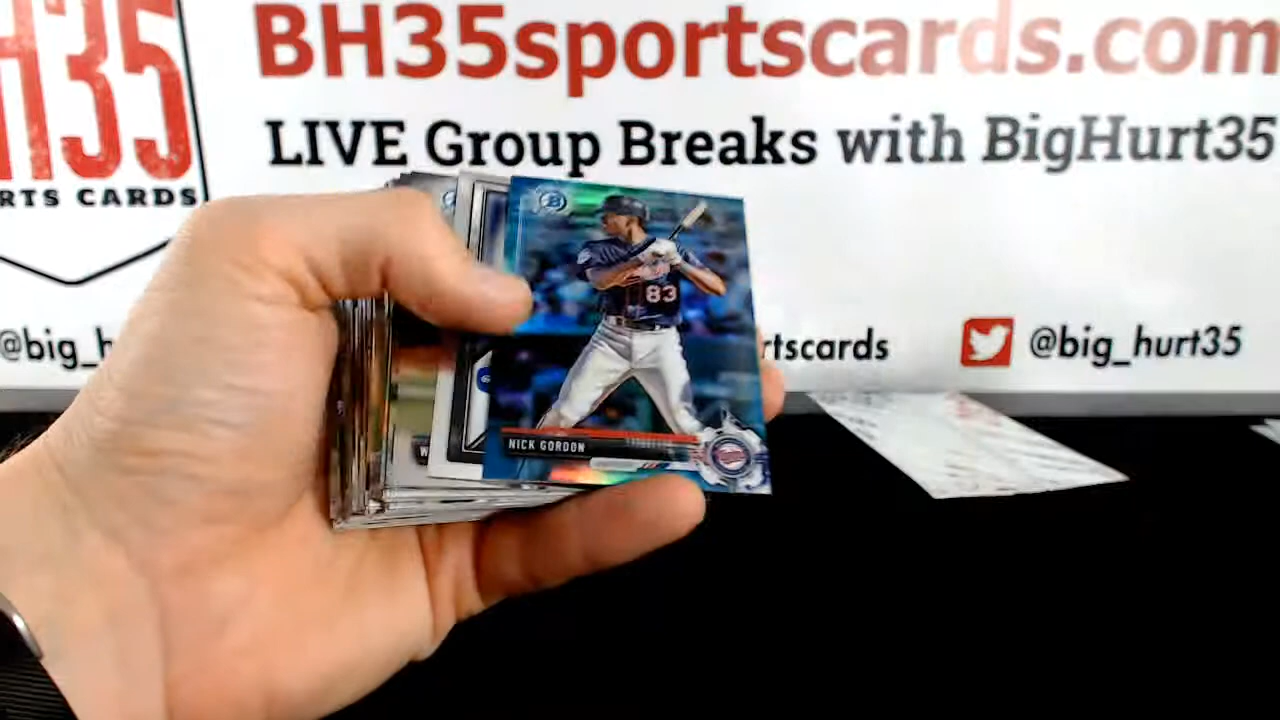 BH35sportscards.com
LIVE Group Breaks with BigHurt35
H35
RTS CARDS
@big_h
rtscards
@big_hurt35
B
83
NICK GORDON
W